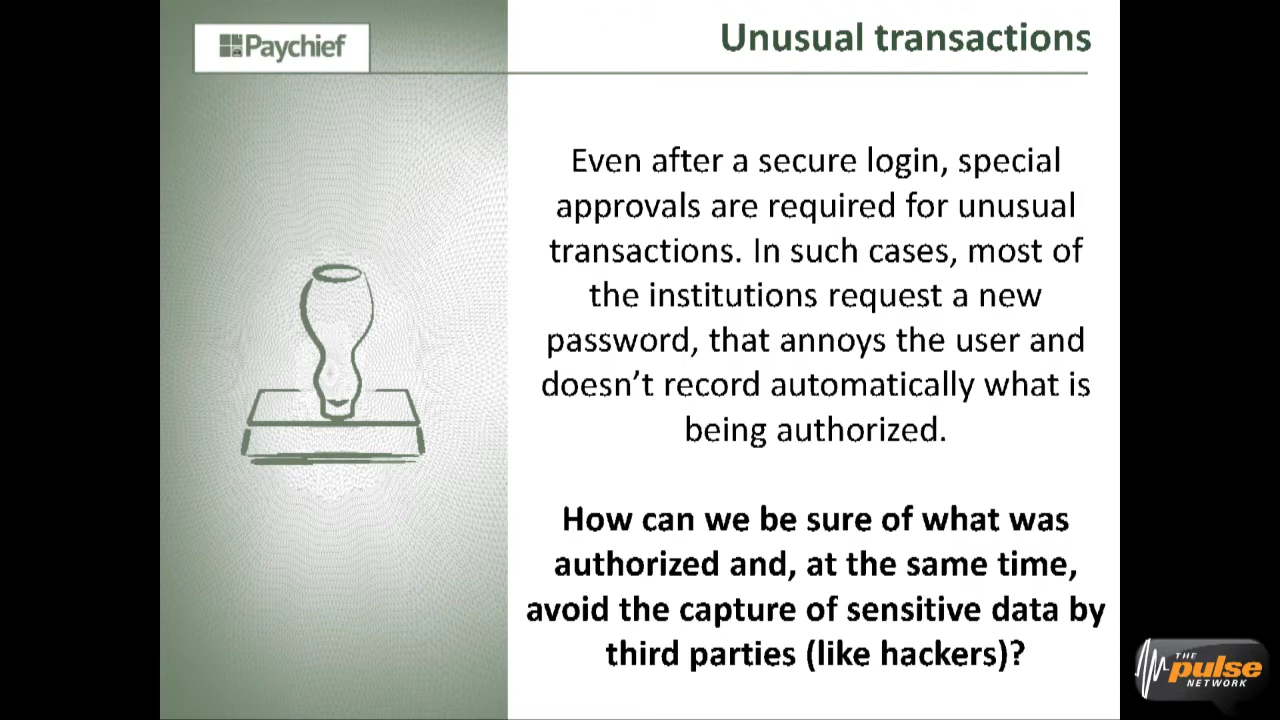 Paychief
Unusual transactions
Even after a secure login, special
approvals are required for unusual
transactions. In such cases, most of
the institutions request a new
password, that annoys the user and
doesn’t record automatically what is
being authorized.
How can we be sure of what was
authorized and, at the same time,
avoid the capture of sensitive data by
third parties (like hackers)?
THE
pulse
NETWORK